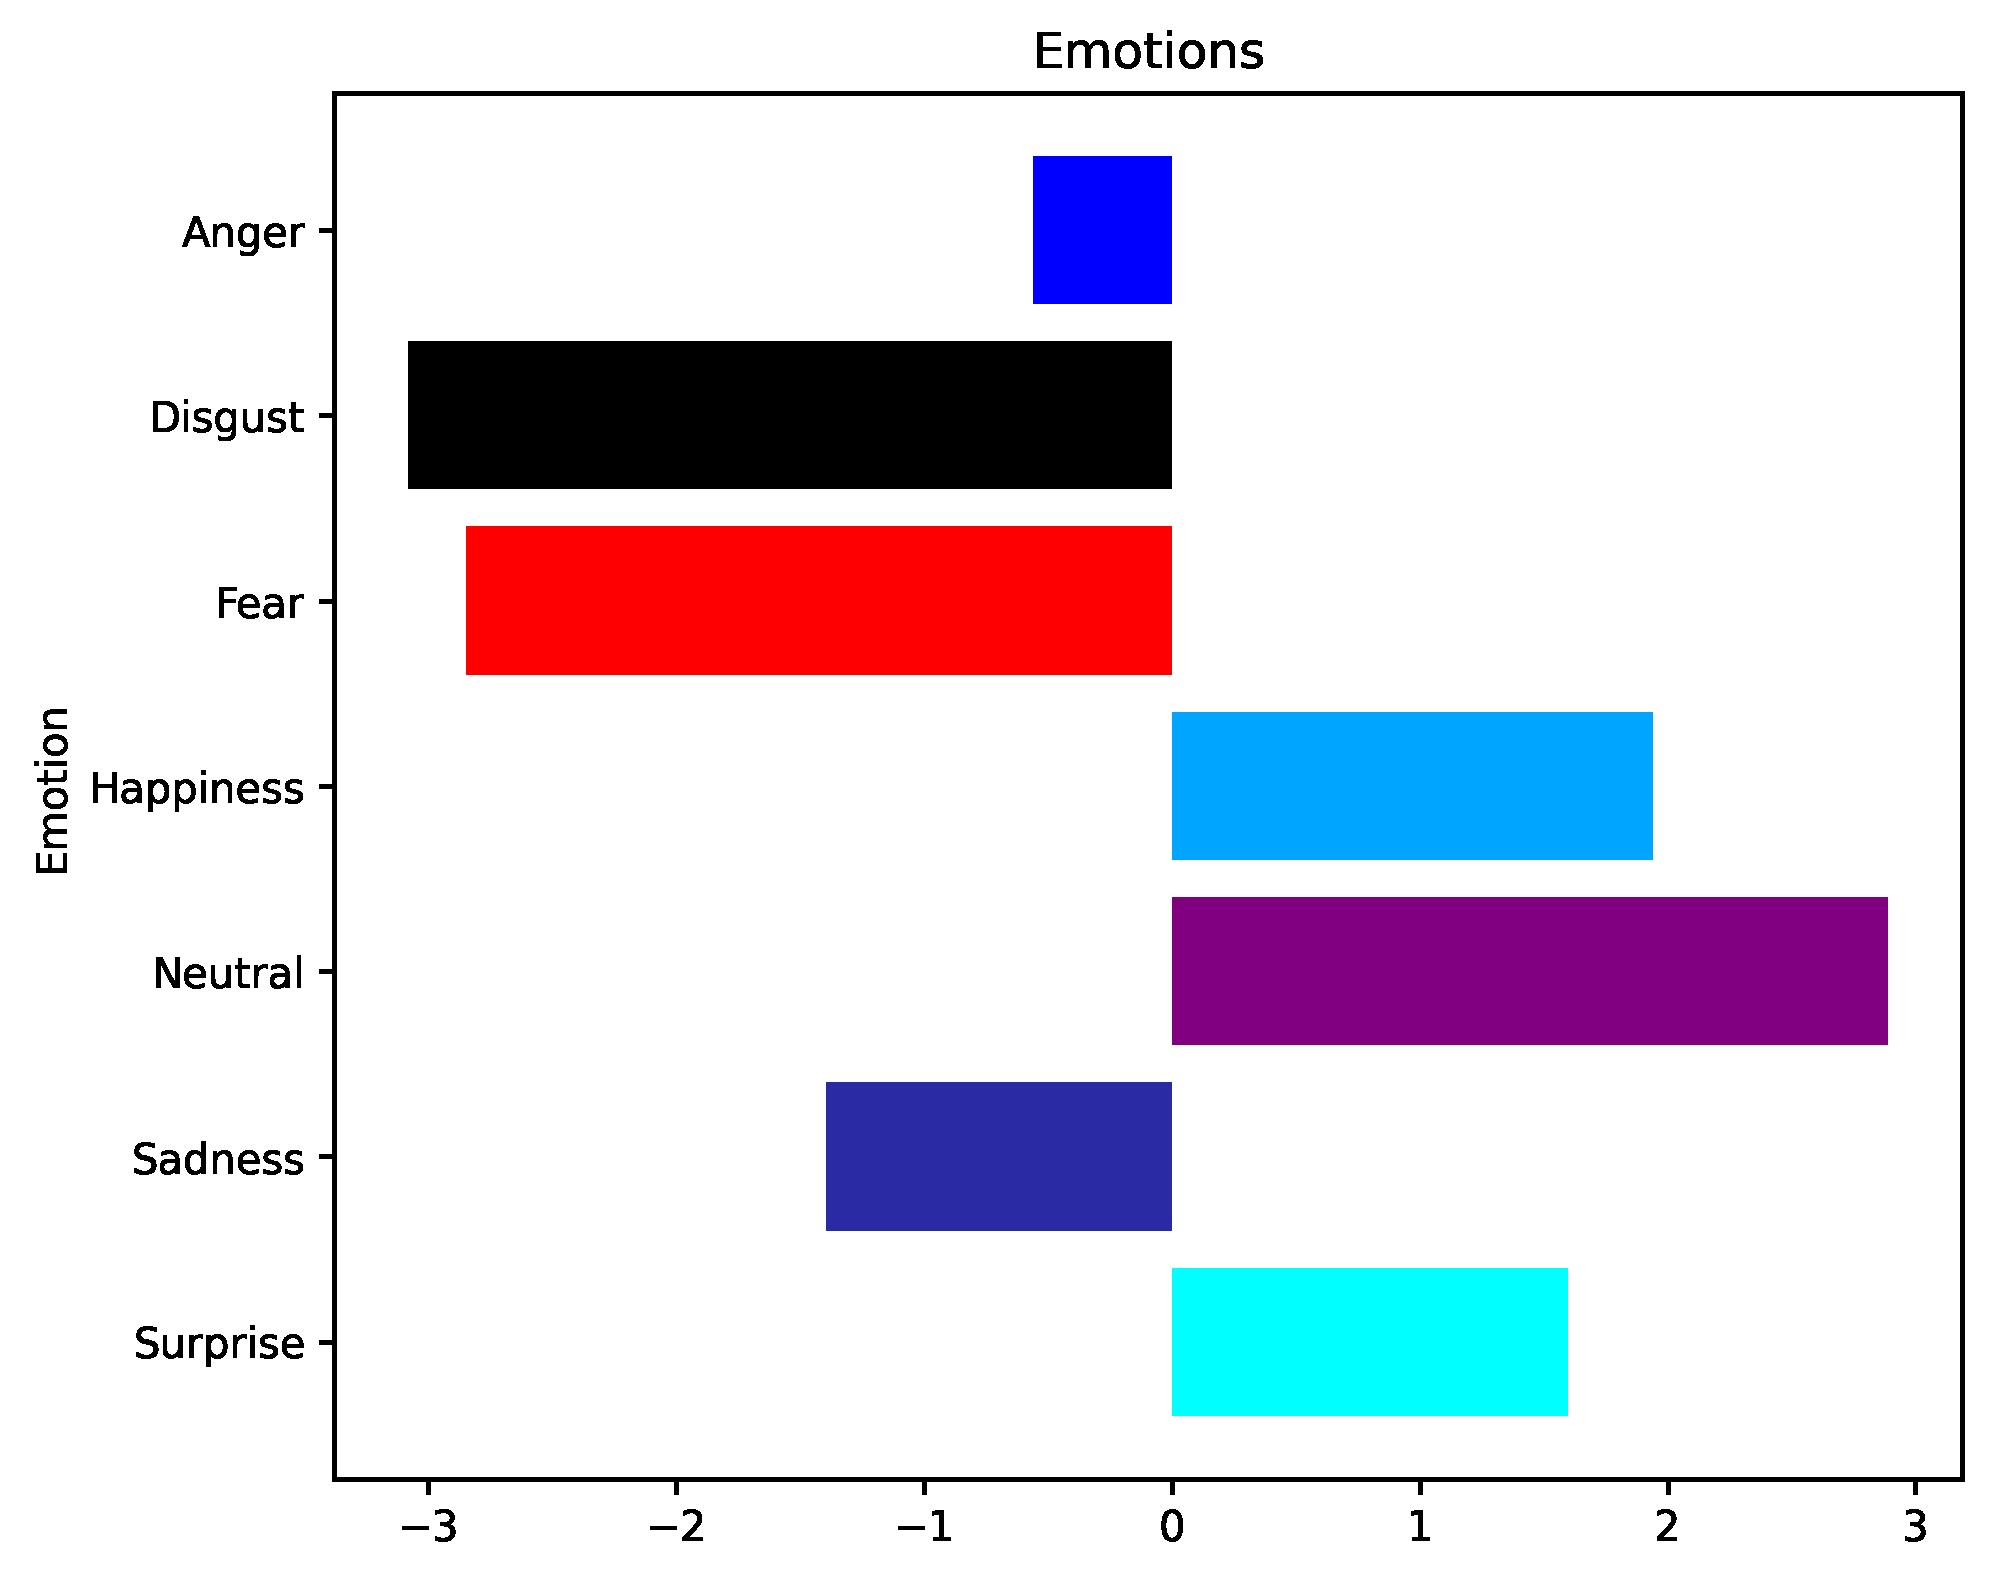 Emotions
Anger
Disgust
Fear
Happiness
Neutral
Sadness
Surprise
Emotion
−3 −2 −1 0 1 2 3